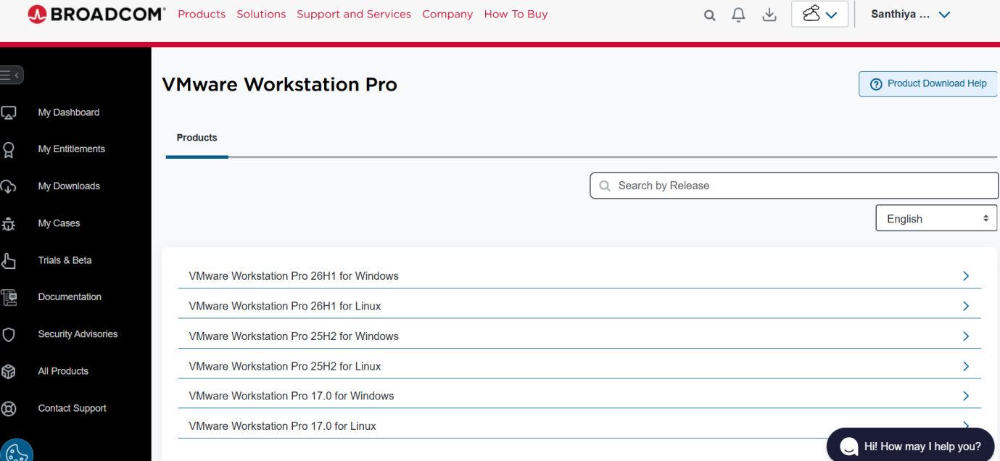 BROADCOM Products Solutions Support and Services Company How To Buy Santhiya ...
VMware Workstation Pro
Product Download Help
My Dashboard
My Entitlements
My Downloads
My Cases
Trials & Beta
Documentation
Security Advisories
All Products
Contact Support
Products
Search by Release
English
VMware Workstation Pro 26H1 for Windows
VMware Workstation Pro 26H1 for Linux
VMware Workstation Pro 25H2 for Windows
VMware Workstation Pro 25H2 for Linux
VMware Workstation Pro 17.0 for Windows
VMware Workstation Pro 17.0 for Linux
Hi! How may I help you?